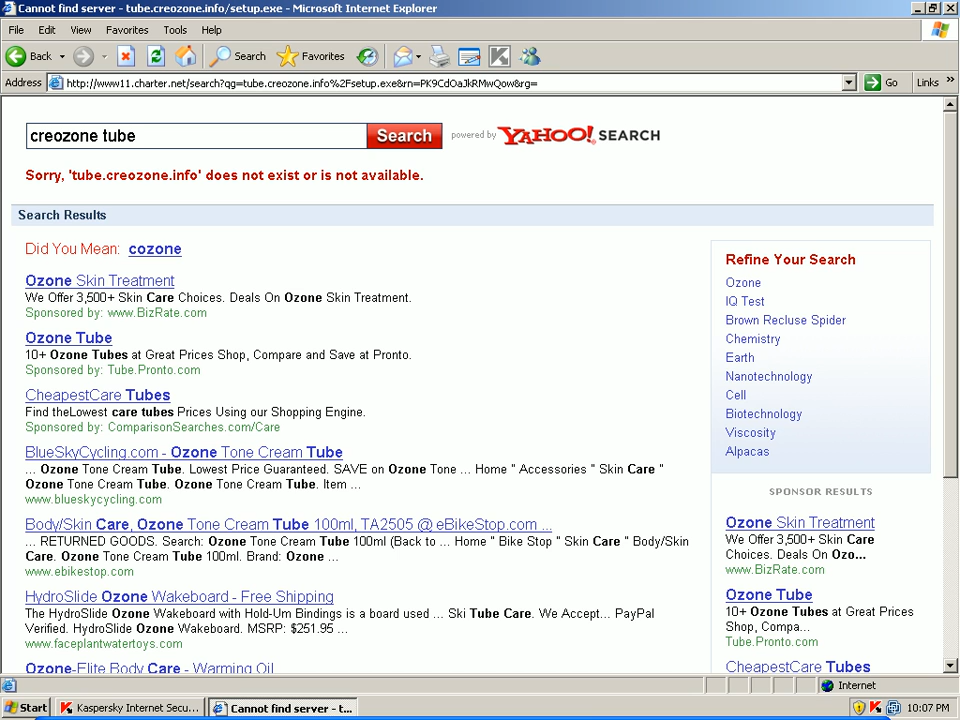 Cannot find server - tube.creozone.info/setup.exe - Microsoft Internet Explorer
File Edit View Favorites Tools Help
Back Search Favorites
Address http://www11.charter.net/search?qg=tube.creozone.info%2Fsetup.exe&rn=PK9CdOaJkRMwQow&rg= Go Links »
creozone tube Search powered by YAHOO! SEARCH
Sorry, 'tube.creozone.info' does not exist or is not available.
Search Results
Did You Mean: cozone
Ozone Skin Treatment
We Offer 3,500+ Skin Care Choices. Deals On Ozone Skin Treatment.
Sponsored by: www.BizRate.com
Ozone Tube
10+ Ozone Tubes at Great Prices Shop, Compare and Save at Pronto.
Sponsored by: Tube.Pronto.com
CheapestCare Tubes
Find theLowest care tubes Prices Using our Shopping Engine.
Sponsored by: ComparisonSearches.com/Care
BlueSkyCycling.com - Ozone Tone Cream Tube
... Ozone Tone Cream Tube. Lowest Price Guaranteed. SAVE on Ozone Tone ... Home " Accessories " Skin Care "
Ozone Tone Cream Tube. Ozone Tone Cream Tube. Item ...
www.blueskycycling.com
Body/Skin Care, Ozone Tone Cream Tube 100ml, TA2505 @ eBikeStop.com ...
... RETURNED GOODS. Search: Ozone Tone Cream Tube 100ml (Back to ... Home " Bike Stop " Skin Care " Body/Skin
Care. Ozone Tone Cream Tube 100ml. Brand: Ozone ...
www.ebikestop.com
HydroSlide Ozone Wakeboard - Free Shipping
The HydroSlide Ozone Wakeboard with Hold-Um Bindings is a board used ... Ski Tube Care. We Accept... PayPal
Verified. HydroSlide Ozone Wakeboard. MSRP: $251.95 ...
www.faceplantwatertoys.com
Ozone-Elite Body Care - Warming Oil
Refine Your Search
Ozone
IQ Test
Brown Recluse Spider
Chemistry
Earth
Nanotechnology
Cell
Biotechnology
Viscosity
Alpacas
SPONSOR RESULTS
Ozone Skin Treatment
We Offer 3,500+ Skin Care
Choices. Deals On Ozo...
www.BizRate.com
Ozone Tube
10+ Ozone Tubes at Great Prices
Shop, Compa...
Tube.Pronto.com
CheapestCare Tubes
Internet
Start Kaspersky Internet Secu... Cannot find server - t... 10:07 PM